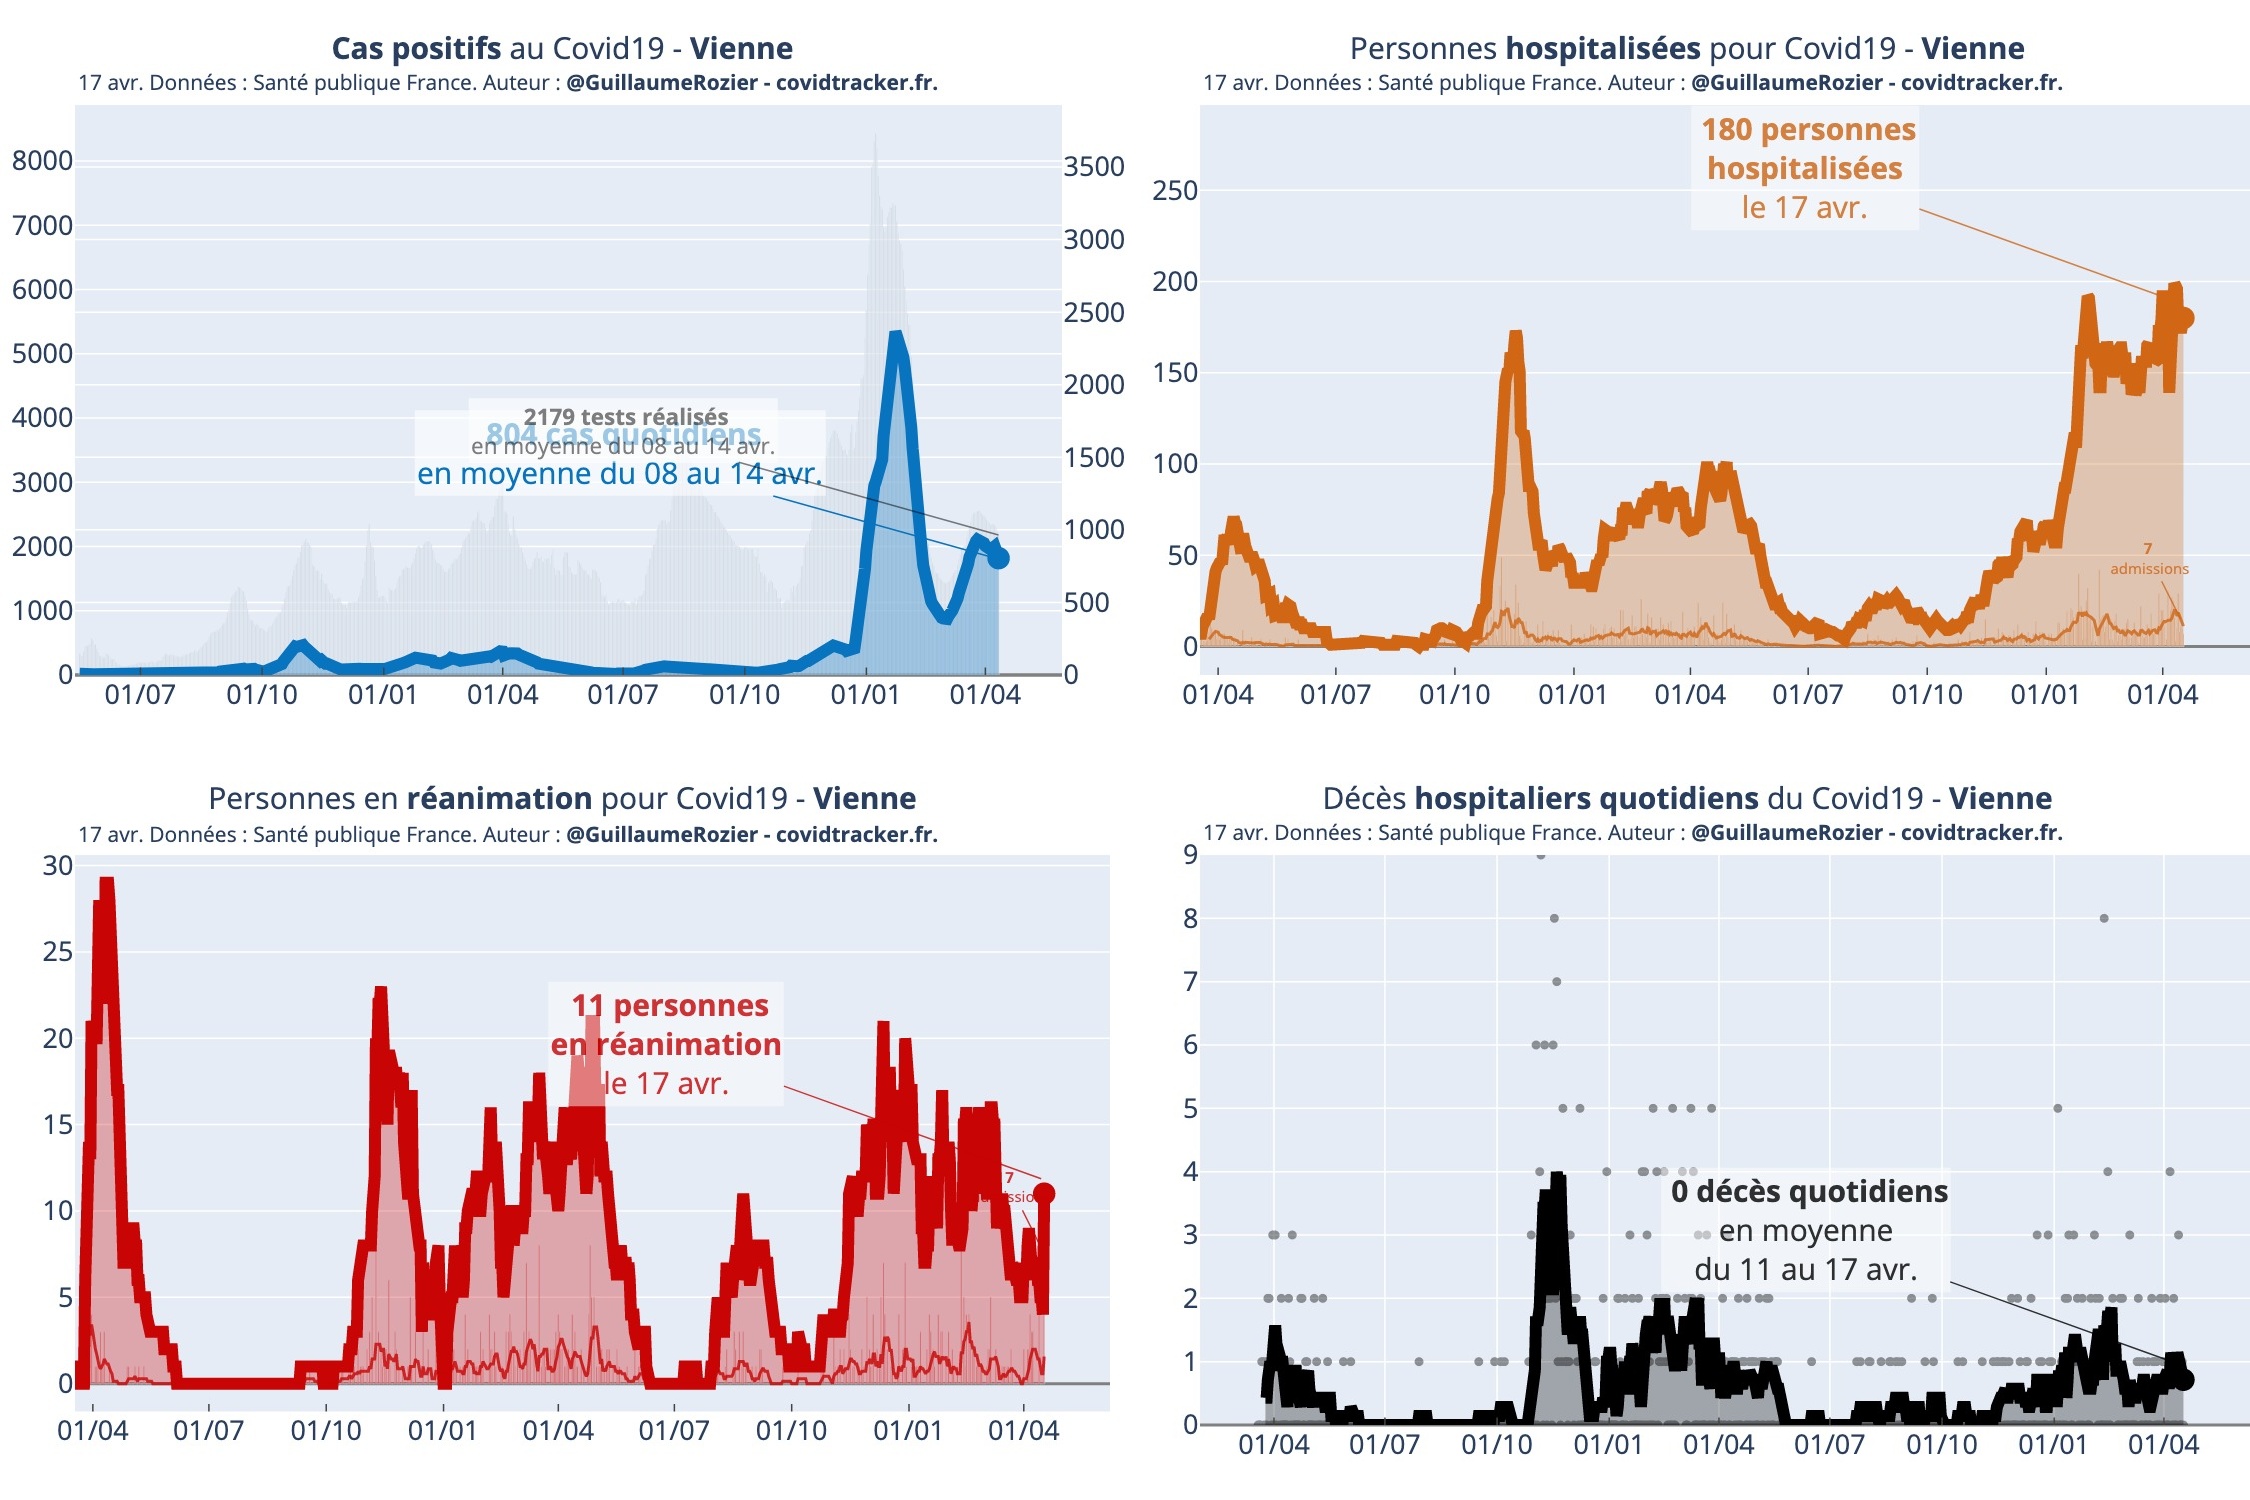 Cas positifs au Covid19 - Vienne
17 avr. Données : Santé publique France. Auteur : @GuillaumeRozier - covidtracker.fr.
8000
7000
6000
5000
4000
3000
2000
1000
0
3500
3000
2500
2000
1500
1000
500
0
2179 tests réalisés
en moyenne du 08 au 14 avr.
804 cas quotidiens
en moyenne du 08 au 14 avr.
01/07 01/10 01/01 01/04 01/07 01/10 01/01 01/04
Personnes hospitalisées pour Covid19 - Vienne
17 avr. Données : Santé publique France. Auteur : @GuillaumeRozier - covidtracker.fr.
180 personnes
hospitalisées
le 17 avr.
250
200
150
100
50
0
7
admissions
01/04 01/07 01/10 01/01 01/04 01/07 01/10 01/01 01/04
Personnes en réanimation pour Covid19 - Vienne
17 avr. Données : Santé publique France. Auteur : @GuillaumeRozier - covidtracker.fr.
30
25
20
15
10
5
0
11 personnes
en réanimation
le 17 avr.
7
01/04 01/07 01/10 01/01 01/04 01/07 01/10 01/01 01/04
Décès hospitaliers quotidiens du Covid19 - Vienne
17 avr. Données : Santé publique France. Auteur : @GuillaumeRozier - covidtracker.fr.
9
8
7
6
5
4
3
2
1
0
0 décès quotidiens
en moyenne
du 11 au 17 avr.
01/04 01/07 01/10 01/01 01/04 01/07 01/10 01/01 01/04